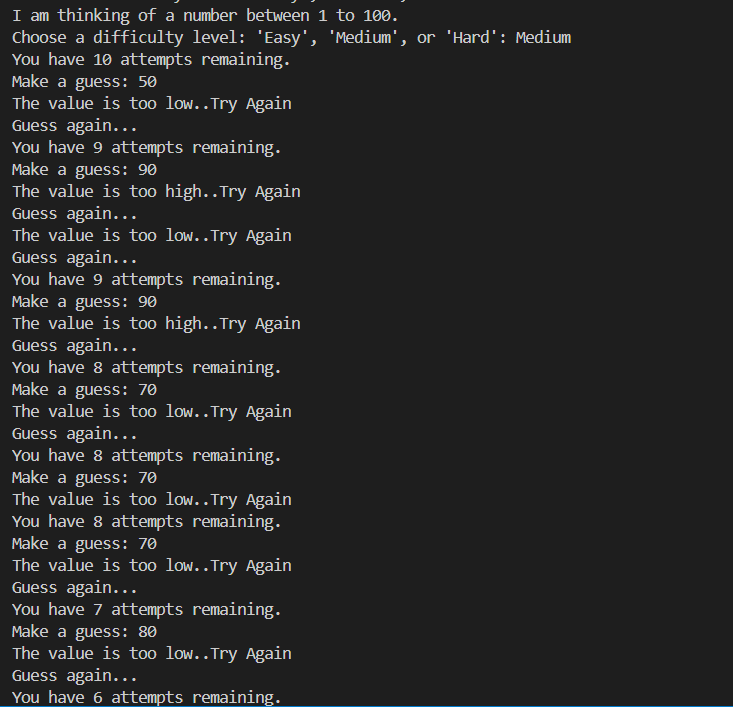 I am thinking of a number between 1 to 100.
Choose a difficulty level: 'Easy', 'Medium', or 'Hard': Medium
You have 10 attempts remaining.
Make a guess: 50
The value is too low..Try Again
Guess again...
You have 9 attempts remaining.
Make a guess: 90
The value is too high..Try Again
Guess again...
The value is too low..Try Again
Guess again...
You have 9 attempts remaining.
Make a guess: 90
The value is too high..Try Again
Guess again...
You have 8 attempts remaining.
Make a guess: 70
The value is too low..Try Again
Guess again...
You have 8 attempts remaining.
Make a guess: 70
The value is too low..Try Again
You have 8 attempts remaining.
Make a guess: 70
The value is too low..Try Again
Guess again...
You have 7 attempts remaining.
Make a guess: 80
The value is too low..Try Again
Guess again...
You have 6 attempts remaining.